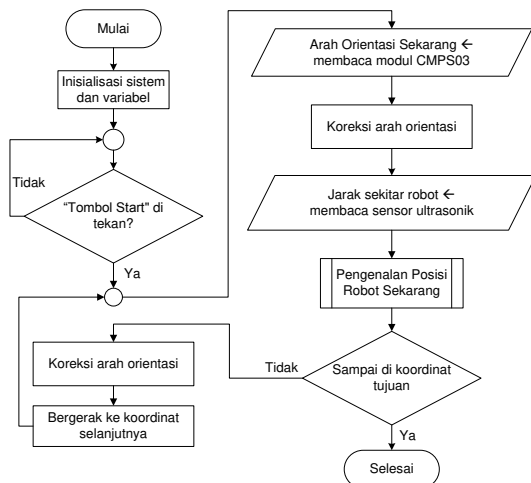 Mulai
Inisialisasi sistem
dan variabel
Tidak
“Tombol Start" di
tekan?
Ya
Koreksi arah orientasi
Bergerak ke koordinat
selanjutnya
Arah Orientasi Sekarang ←
membaca modul CMPS03
Koreksi arah orientasi
Jarak sekitar robot ←
membaca sensor ultrasonik
Pengenalan Posisi
Robot Sekarang
Tidak
Sampai di koordinat
tujuan
Ya
Selesai